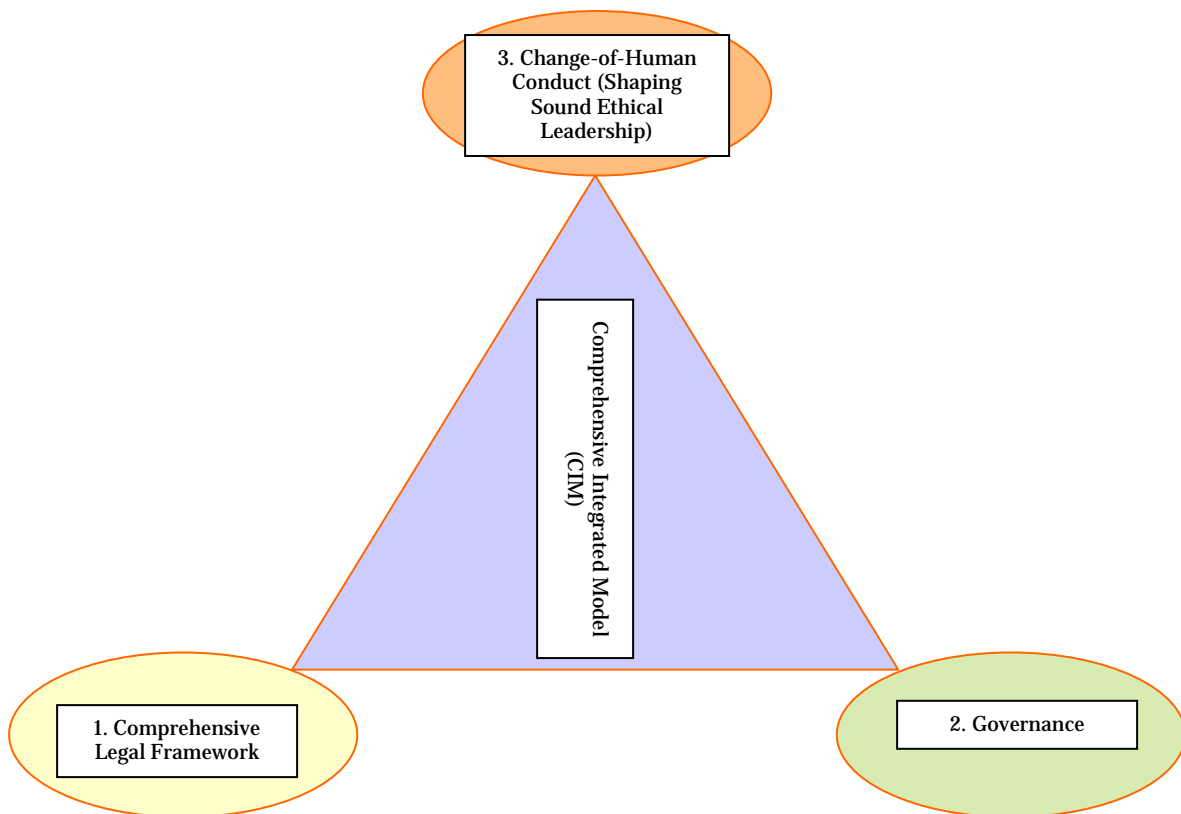 3. Change-of-Human
Conduct (Shaping
Sound Ethical
Leadership)
Comprehensive Integrated Model
(CIM)
1. Comprehensive
Legal Framework
2. Governance